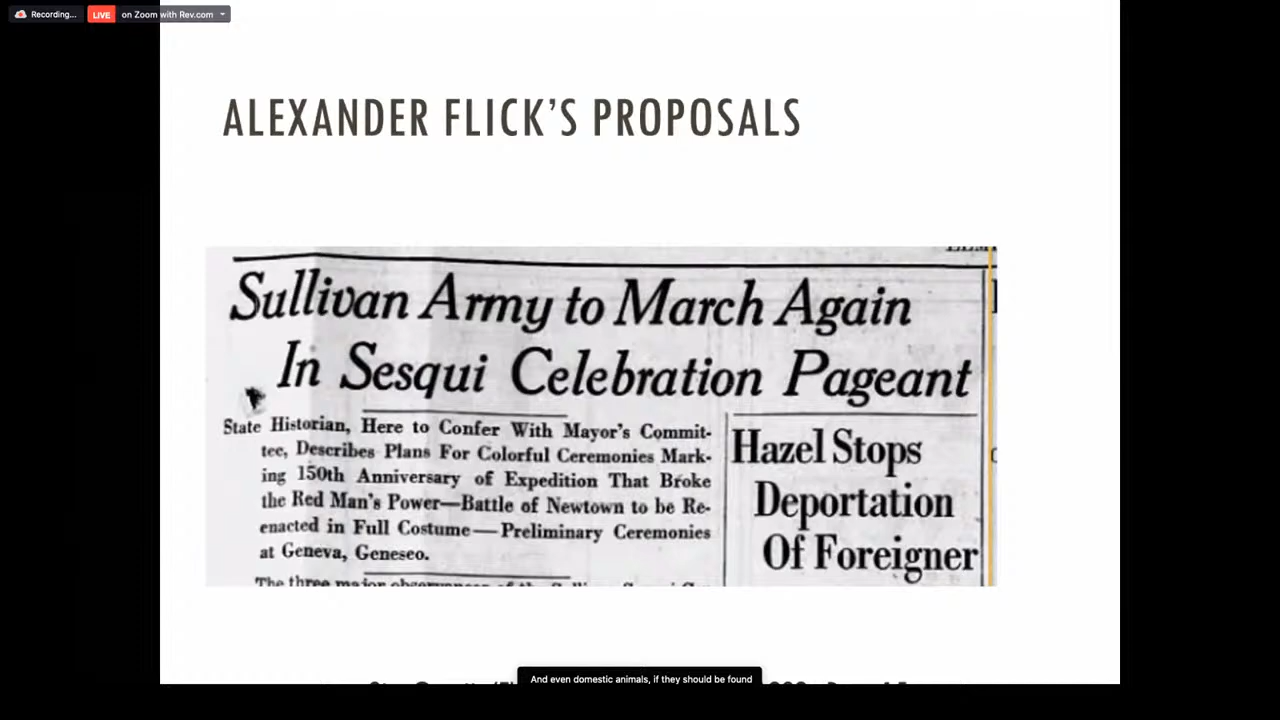 Recording...
LIVE
on Zoom with Rev.com
ALEXANDER FLICK'S PROPOSALS
Sullivan Army to March Again
In Sesqui Celebration Pageant
State Historian, Here to Confer With Mayor's Commit-
tee, Describes Plans For Colorful Ceremonies Mark-
ing 150th Anniversary of Expedition That Broke
the Red Man's Power—Battle of Newtown to be Re-
enacted in Full Costume—Preliminary Ceremonies
at Geneva, Geneseo.
The three major
Hazel Stops
Deportation
Of Foreigner
And even domestic animals, if they should be found